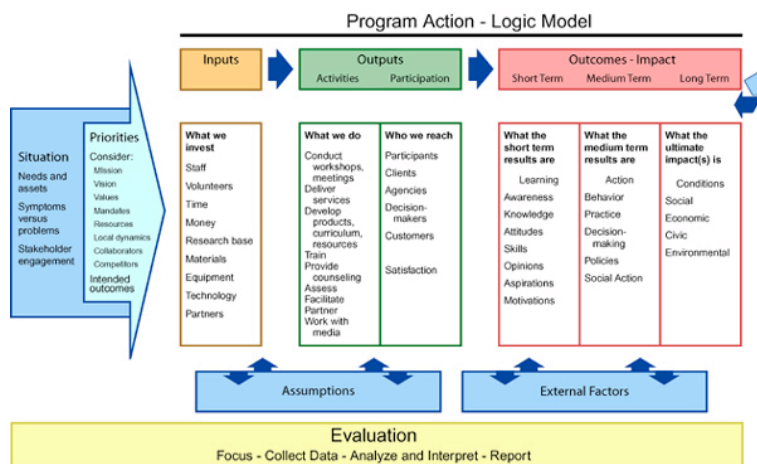 Program Action - Logic Model
Inputs
Outputs
Activities Participation
Outcomes - Impact
Short Term Medium Term Long Term
Situation
Needs and
assets
Symptoms
versus
problems
Stakeholder
engagement
Priorities
Consider:
Mission
Vision
Values
Mandates
Resources
Local dynamics
Collaborators
Competitors
Intended
outcomes
What we
invest
Staff
Volunteers
Time
Money
Research base
Materials
Equipment
Technology
Partners
What we do
Conduct
workshops,
meetings
Deliver
services
Develop
products,
curriculum,
resources
Train
Provide
counseling
Assess
Facilitate
Partner
Work with
media
Who we reach
Participants
Clients
Agencies
Decision-
makers
Customers
Satisfaction
What the
short term
results are
Learning
Awareness
Knowledge
Attitudes
Skills
Opinions
Aspirations
Motivations
What the
medium term
results are
Action
Behavior
Practice
Decision-
making
Policies
Social Action
What the
ultimate
impact(s) is
Conditions
Social
Economic
Civic
Environmental
Assumptions
External Factors
Evaluation
Focus - Collect Data - Analyze and Interpret - Report